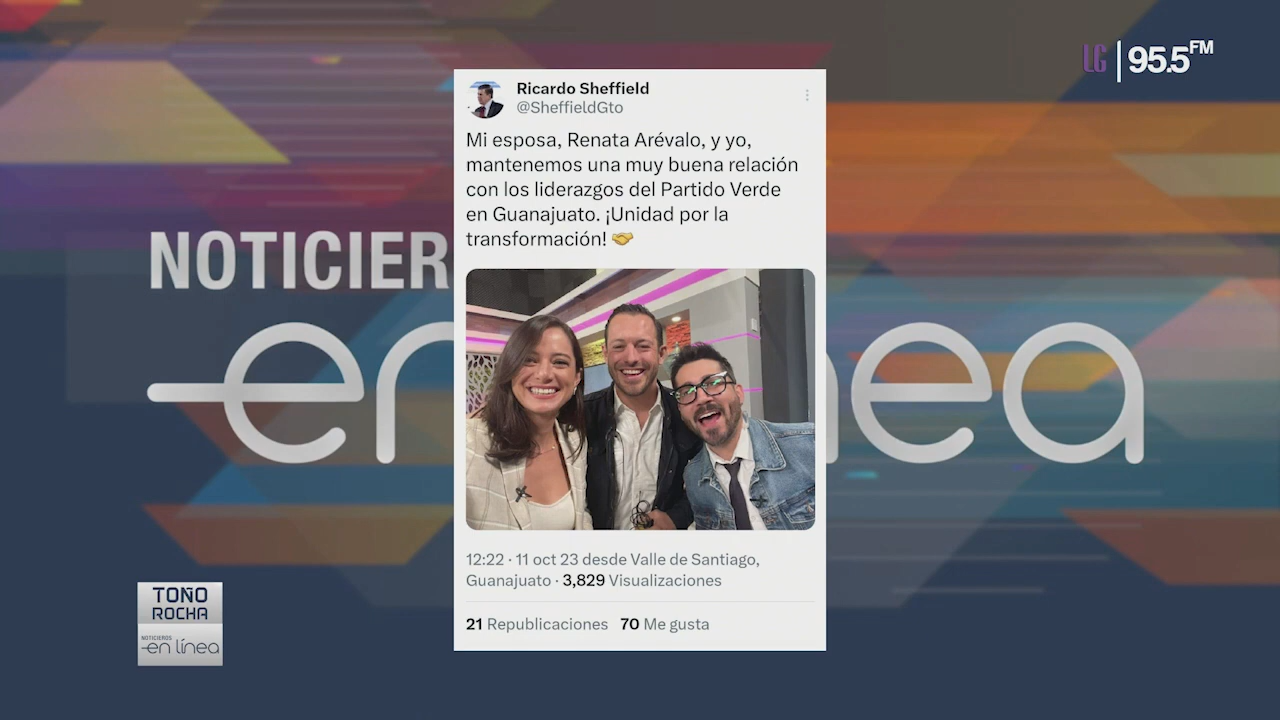 LG | 95.5 FM
Ricardo Sheffield
@SheffieldGto
Mi esposa, Renata Arévalo, y yo,
mantenemos una muy buena relación
con los liderazgos del Partido Verde
en Guanajuato. ¡Unidad por la
transformación! 🤝
NOTICIER
en nea
12:22 · 11 oct 23 desde Valle de Santiago,
Guanajuato · 3,829 Visualizaciones
21 Republicaciones 70 Me gusta
TOÑO
ROCHA
NOTICIEROS
en línea